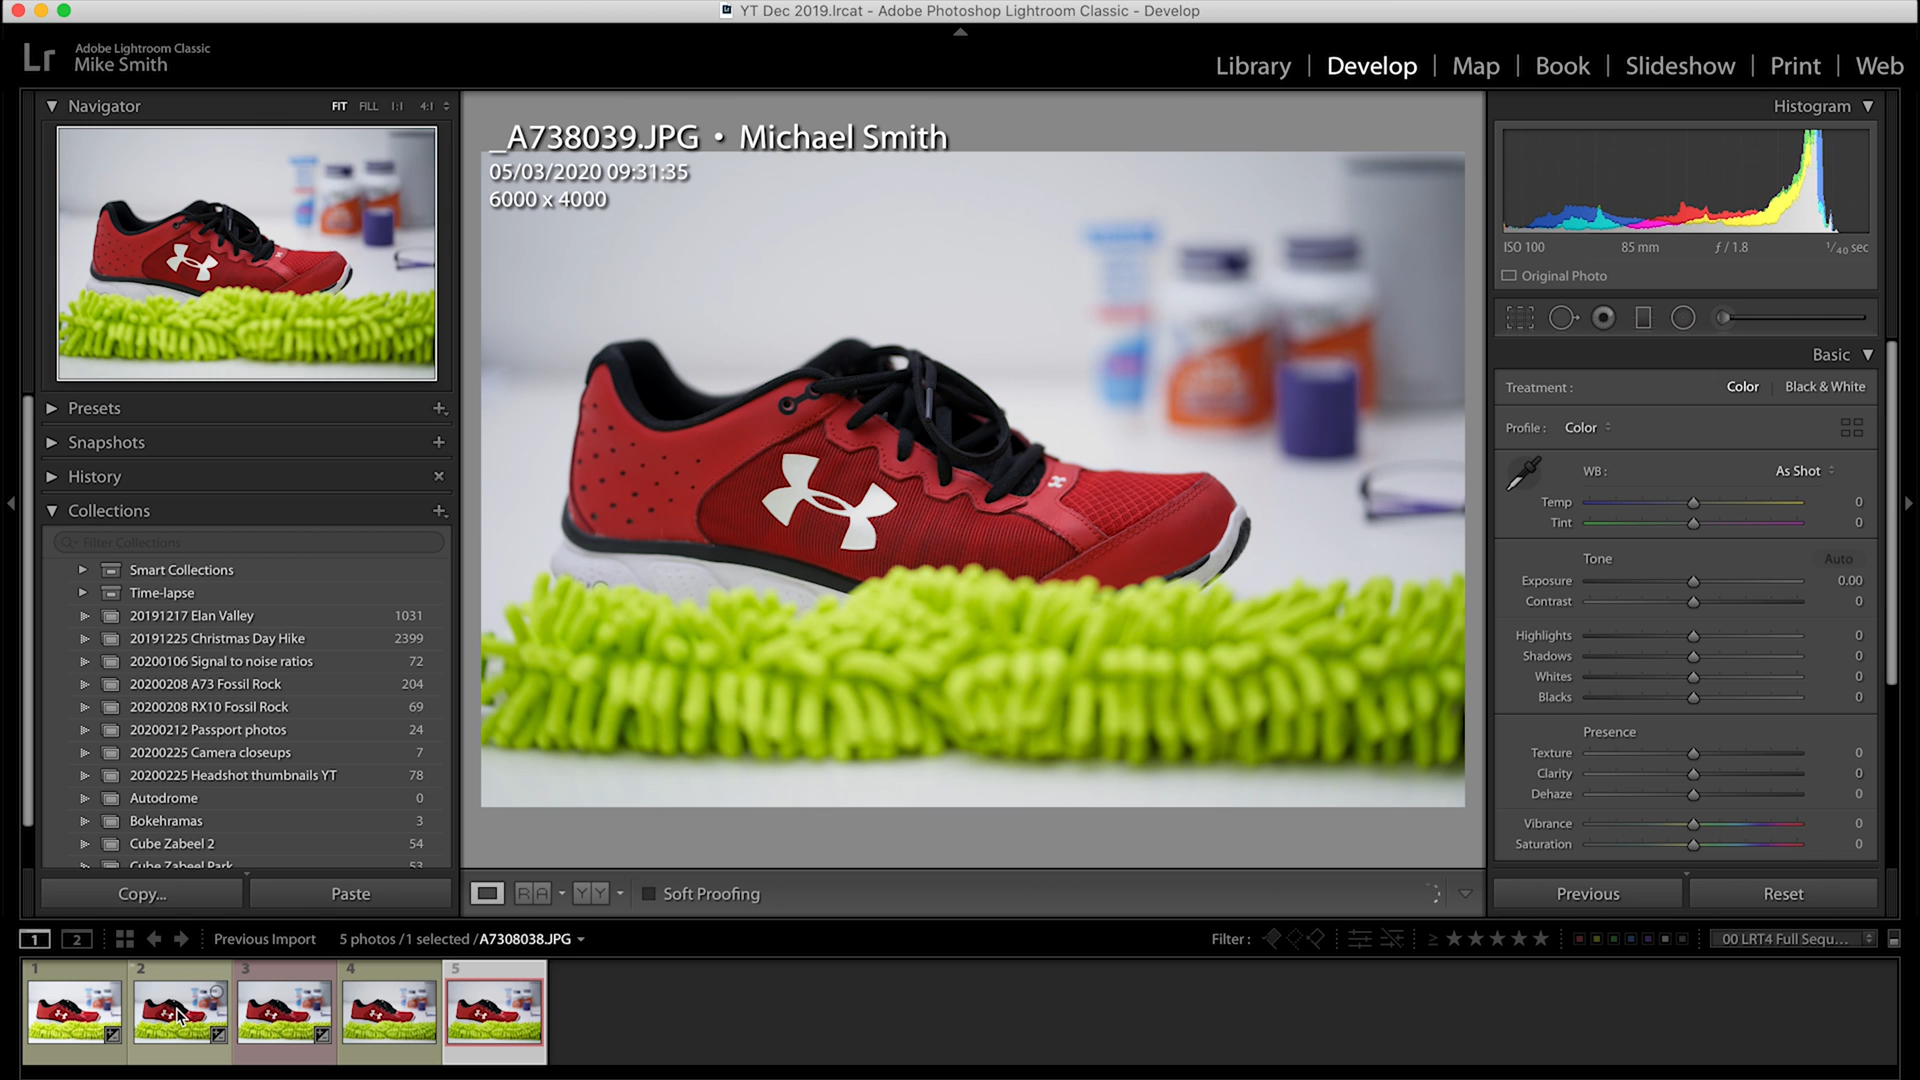 YT Dec 2019.lrcat - Adobe Photoshop Lightroom Classic - Develop
Lr
Adobe Lightroom Classic
Mike Smith
Library | Develop | Map | Book | Slideshow | Print | Web
Navigator FIT FILL 1:1 4:1
Presets
Snapshots
History
Collections
Filter Collections
Smart Collections
Time-lapse
20191217 Elan Valley 1031
20191225 Christmas Day Hike 2399
20200106 Signal to noise ratios 72
20200208 A73 Fossil Rock 204
20200208 RX10 Fossil Rock 69
20200212 Passport photos 24
20200225 Camera closeups 7
20200225 Headshot thumbnails YT 78
Autodrome 0
Bokehramas 3
Cube Zabeel 2 54
Cube Zabeel Park 53
Copy... Paste
_A738039.JPG • Michael Smith
05/03/2020 09:31:35
6000 x 4000
RA YY Soft Proofing
Histogram
ISO 100 85 mm f / 1.8 1/40 sec
Original Photo
Basic
Treatment : Color | Black & White
Profile : Color
WB : As Shot
Temp 0
Tint 0
Tone Auto
Exposure 0.00
Contrast 0
Highlights 0
Shadows 0
Whites 0
Blacks 0
Presence
Texture 0
Clarity 0
Dehaze 0
Vibrance 0
Saturation 0
Previous Reset
1 2 Previous Import 5 photos /1 selected /A7308038.JPG Filter : ≥ ★★★★★ 00 LRT4 Full Sequ...
1 2 3 4 5